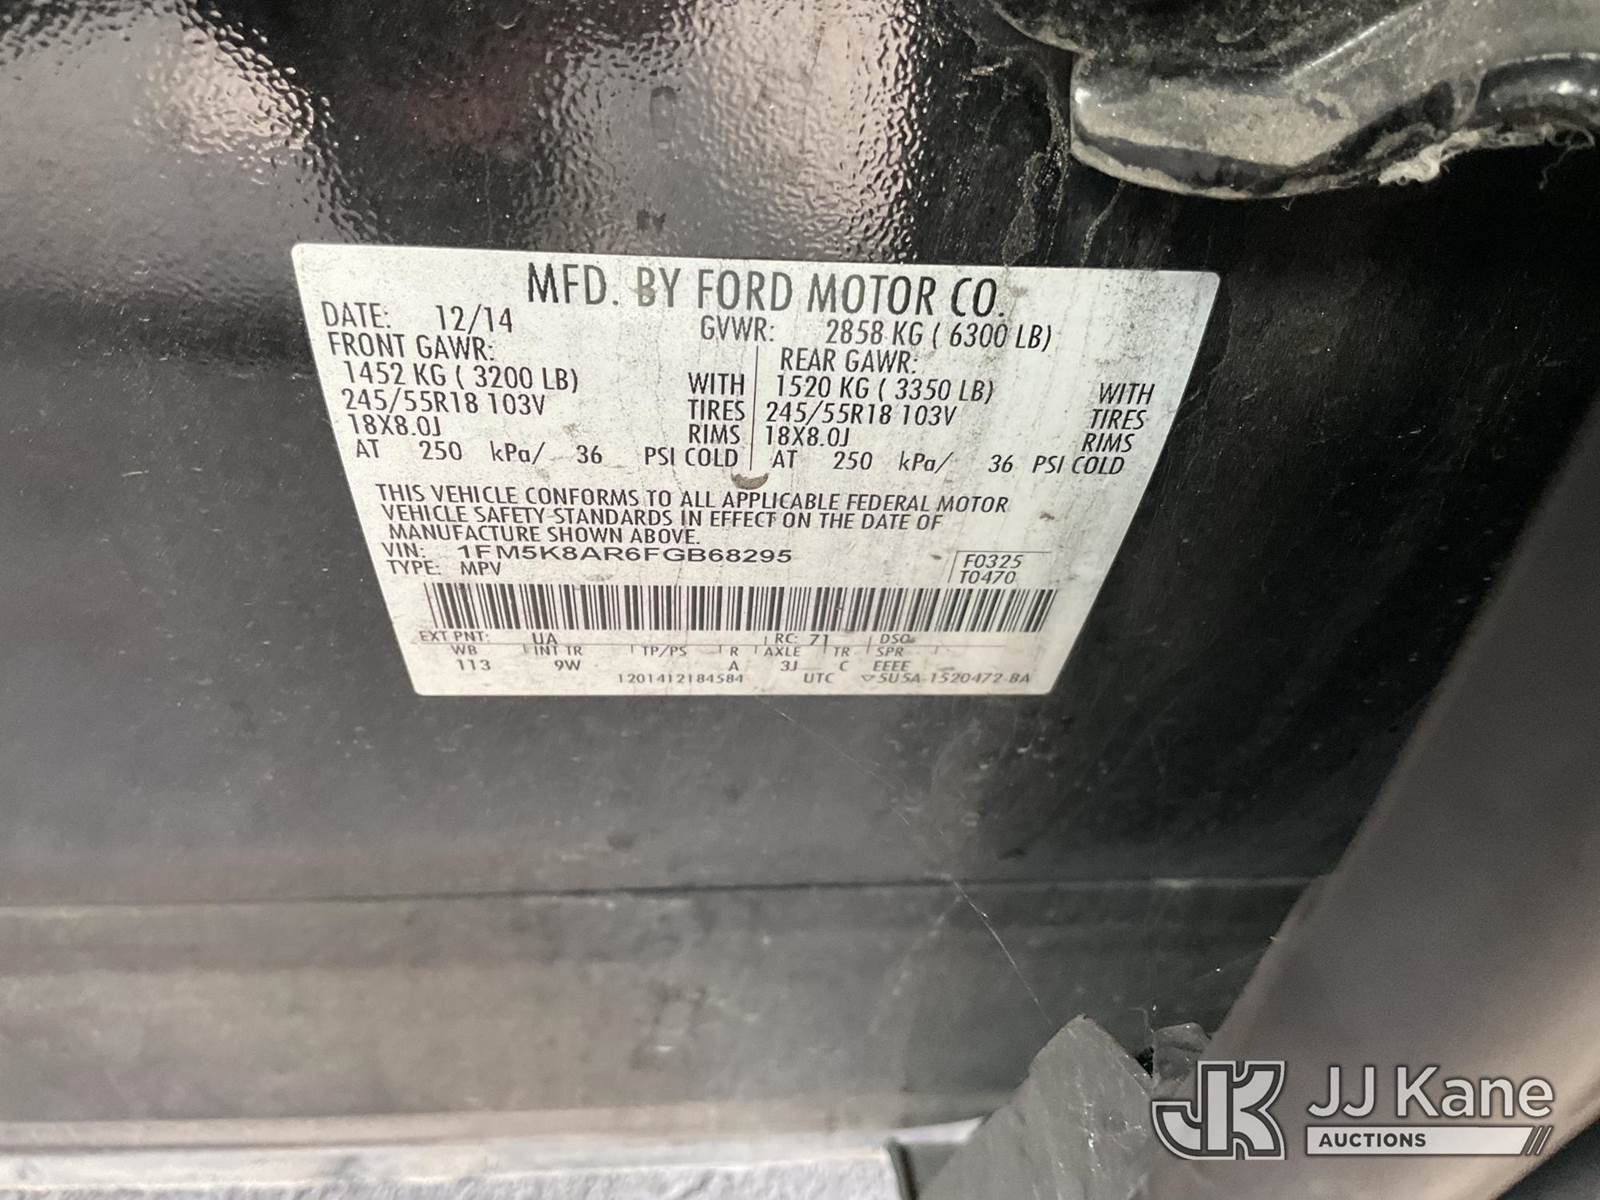 MFD. BY FORD MOTOR CO.
DATE: 12/14 GVWR: 2858 KG ( 6300 LB)
FRONT GAWR: REAR GAWR:
1452 KG ( 3200 LB) WITH 1520 KG ( 3350 LB) WITH
245/55R18 103V TIRES 245/55R18 103V TIRES
18X8.0J RIMS 18X8.0J RIMS
AT 250 kPa/ 36 PSI COLD AT 250 kPa/ 36 PSI COLD
THIS VEHICLE CONFORMS TO ALL APPLICABLE FEDERAL MOTOR
VEHICLE SAFETY STANDARDS IN EFFECT ON THE DATE OF
MANUFACTURE SHOWN ABOVE.
VIN: 1FM5K8AR6FGB68295 F0325
TYPE: MPV T0470
EXT PNT: UA RC: 71 DSO:
WB INT TR TP/PS R AXLE TR SPR
113 9W A 3J C EEEE
1201412184584 UTC ▽5U5A-1520472-BA
JK JJ Kane
AUCTIONS